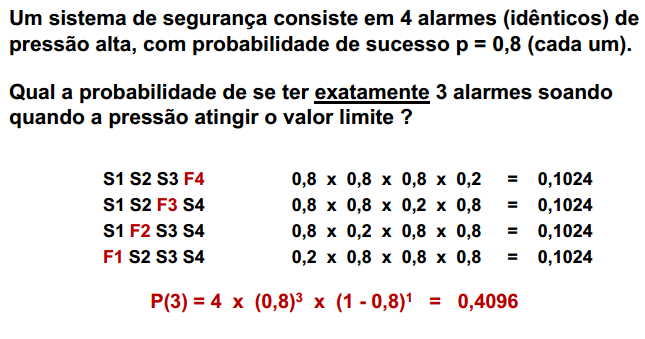 Um sistema de segurança consiste em 4 alarmes (idênticos) de
pressão alta, com probabilidade de sucesso p = 0,8 (cada um).
Qual a probabilidade de se ter exatamente 3 alarmes soando
quando a pressão atingir o valor limite ?
S1 S2 S3 F4 0,8 x 0,8 x 0,8 x 0,2 = 0,1024
S1 S2 F3 S4 0,8 x 0,8 x 0,2 x 0,8 = 0,1024
S1 F2 S3 S4 0,8 x 0,2 x 0,8 x 0,8 = 0,1024
F1 S2 S3 S4 0,2 x 0,8 x 0,8 x 0,8 = 0,1024
P(3) = 4 x (0,8)³ x (1 - 0,8)¹ = 0,4096